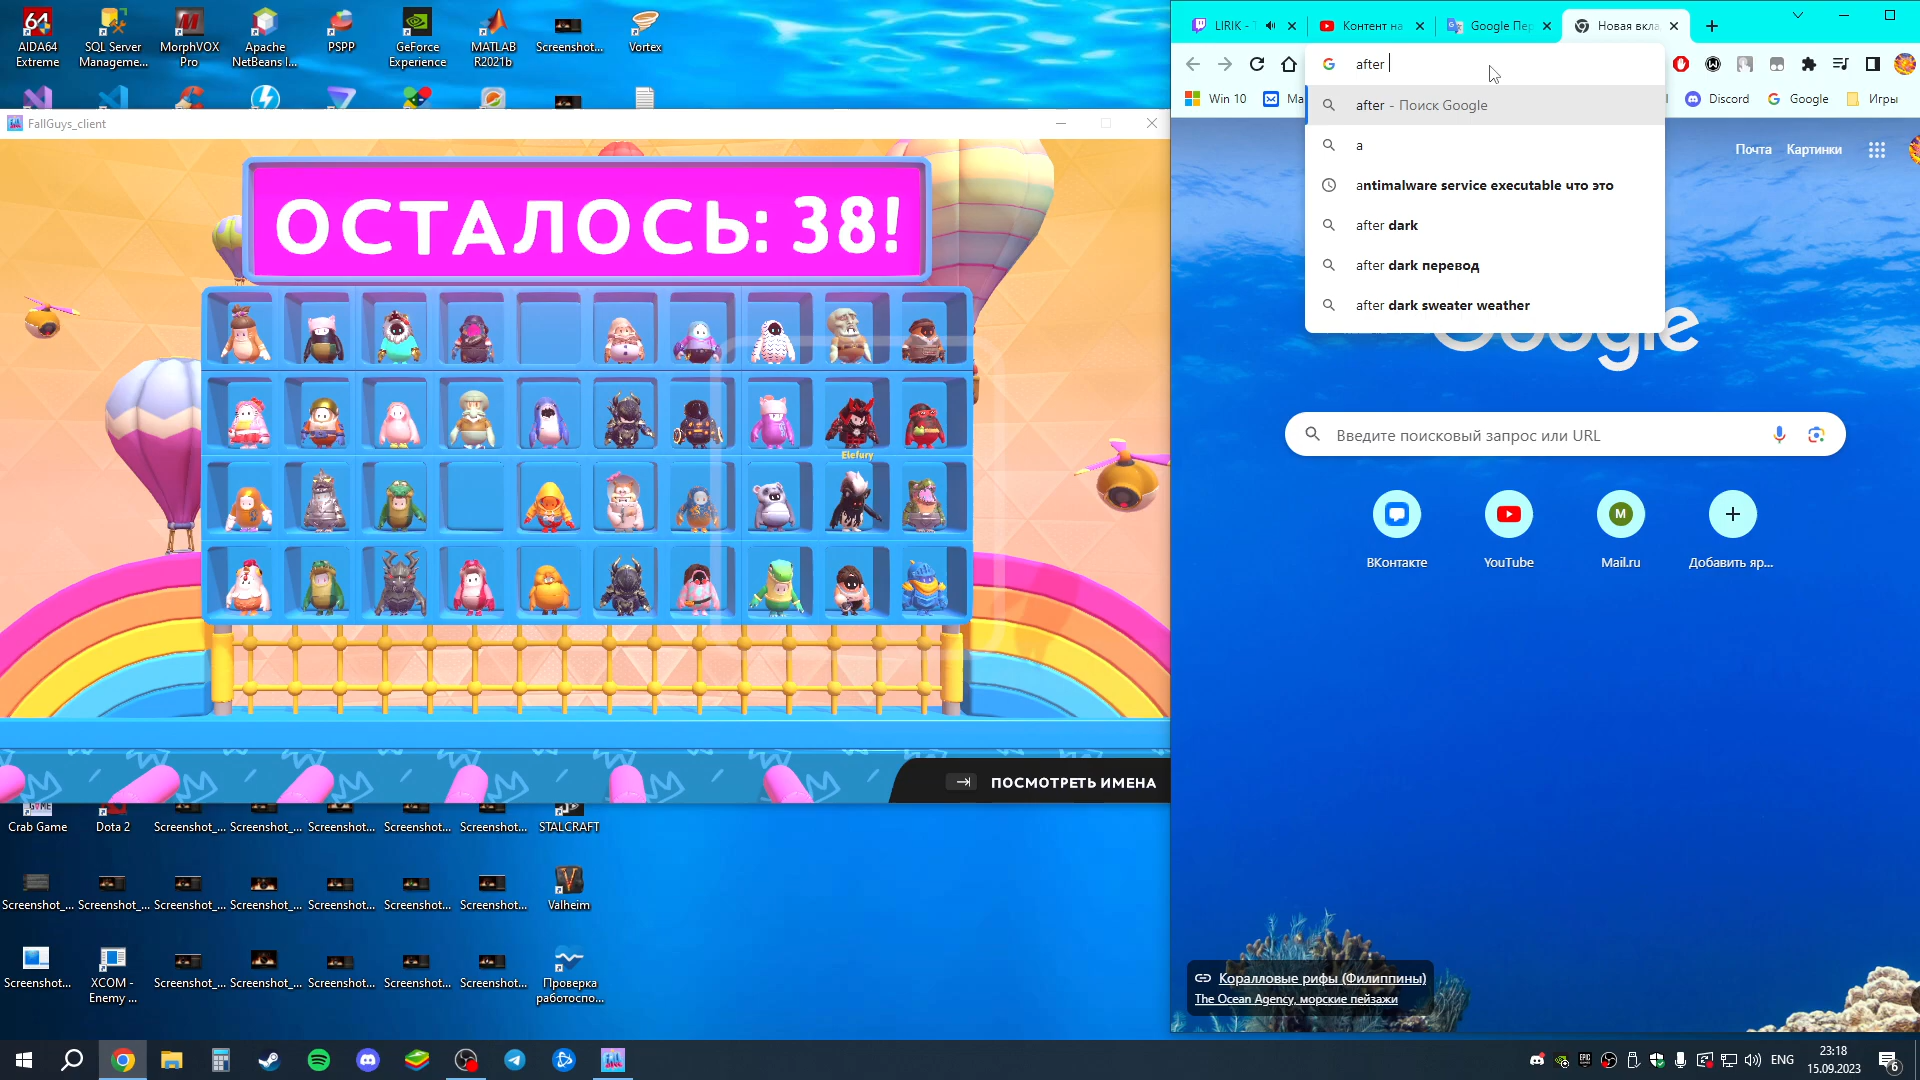 AIDA64
Extreme
SQL Server
Manageme...
MorphVOX
Pro
Apache
NetBeans I...
PSPP
GeForce
Experience
MATLAB
R2021b
Screenshot...
Vortex
FallGuys_client
ОСТАЛОСЬ: 38!
Elefury
ПОСМОТРЕТЬ ИМЕНА
Crab Game
Dota 2
Screenshot_...
Screenshot_...
Screenshot...
Screenshot...
Screenshot...
STALCRAFT
Screenshot_...
Screenshot_...
Screenshot_...
Screenshot_...
Screenshot...
Screenshot...
Screenshot...
Valheim
Screenshot...
XCOM -
Enemy ...
Screenshot_...
Screenshot_...
Screenshot...
Screenshot...
Screenshot...
Проверка
работоспо...
LIRIK -
Контент на
Google Пер
Новая вкла
after
Win 10
Ма
Discord
Google
Игры
after - Поиск Google
a
antimalware service executable что это
after dark
after dark перевод
after dark sweater weather
Почта
Картинки
Google
Введите поисковый запрос или URL
ВКонтакте
YouTube
M
Mail.ru
Добавить яр...
Коралловые рифы (Филиппины)
The Ocean Agency, морские пейзажи
ENG
23:18
15.09.2023
6